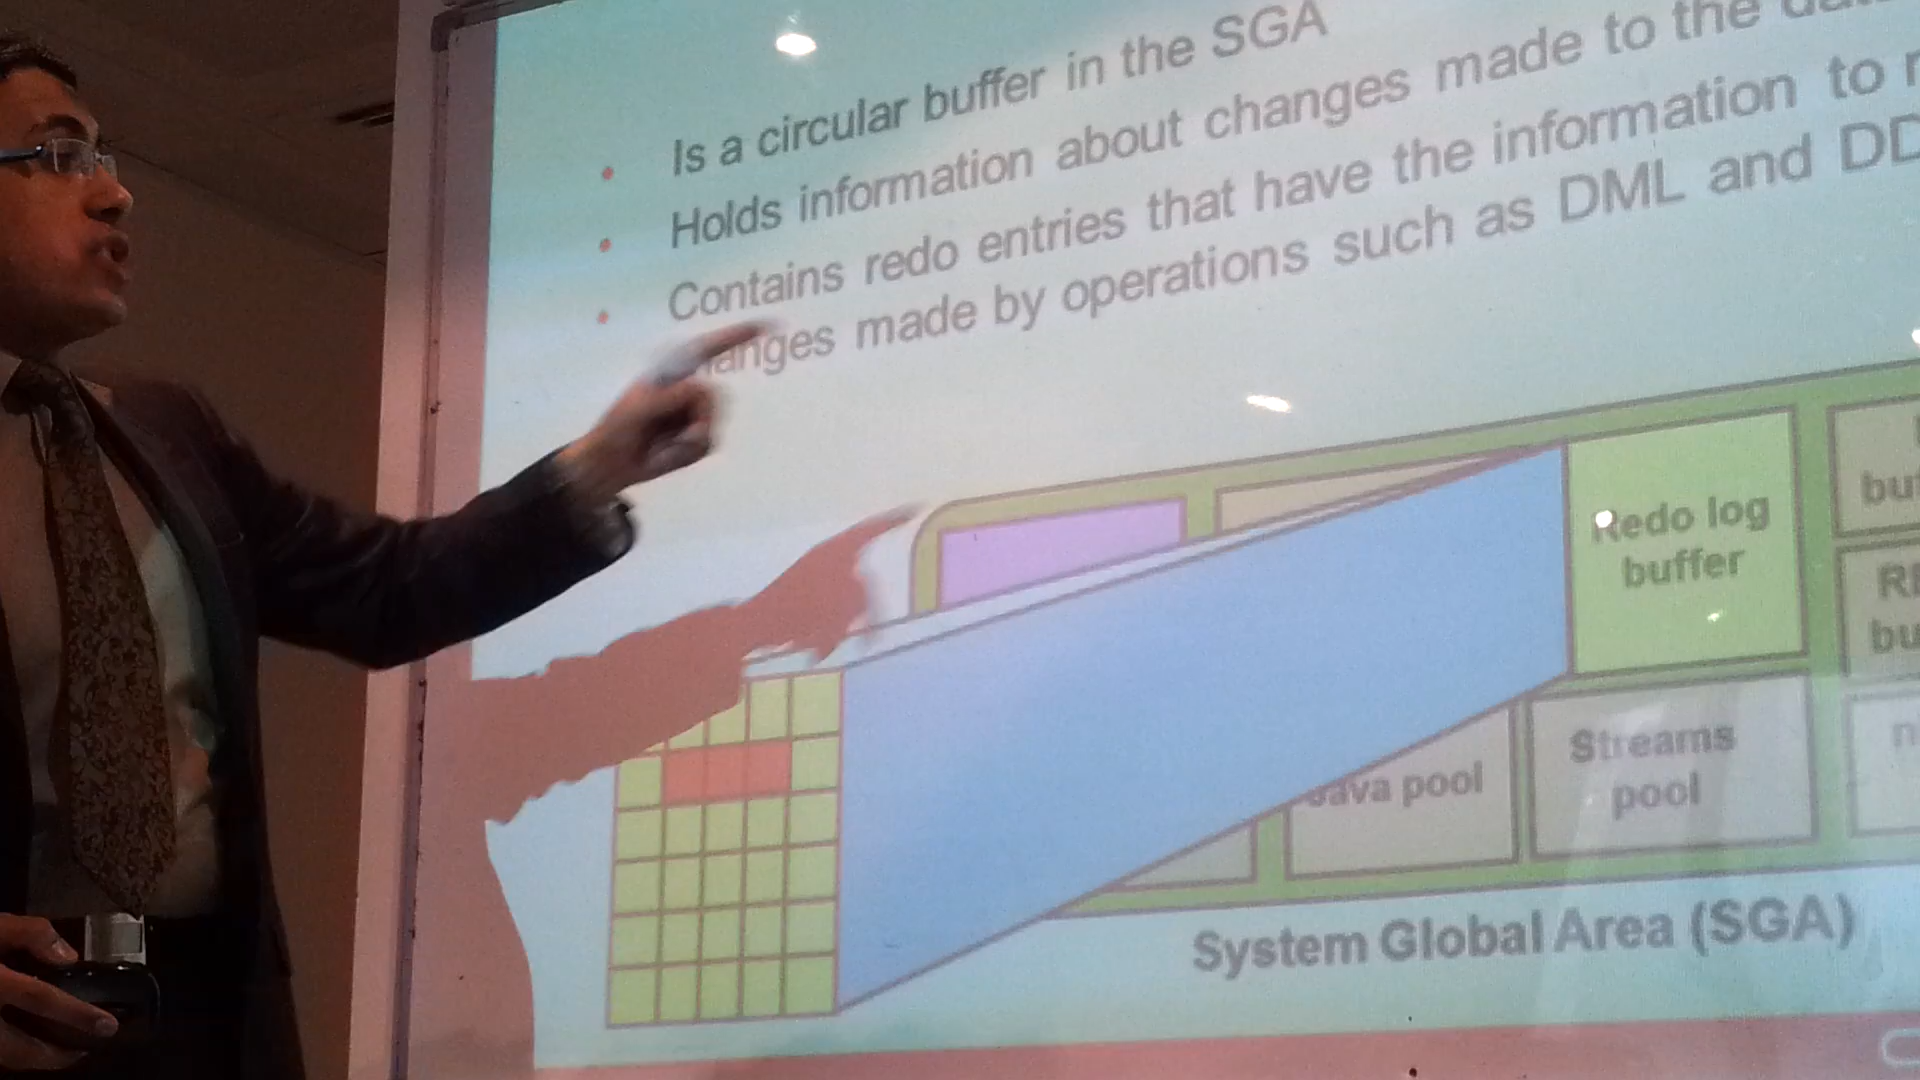 Is a circular buffer in the SGA
Holds information about changes made to the
Contains redo entries that have the information to
made by operations such as DML and
Redo log
buffer
pool
Streams
pool
System Global Area (SGA)